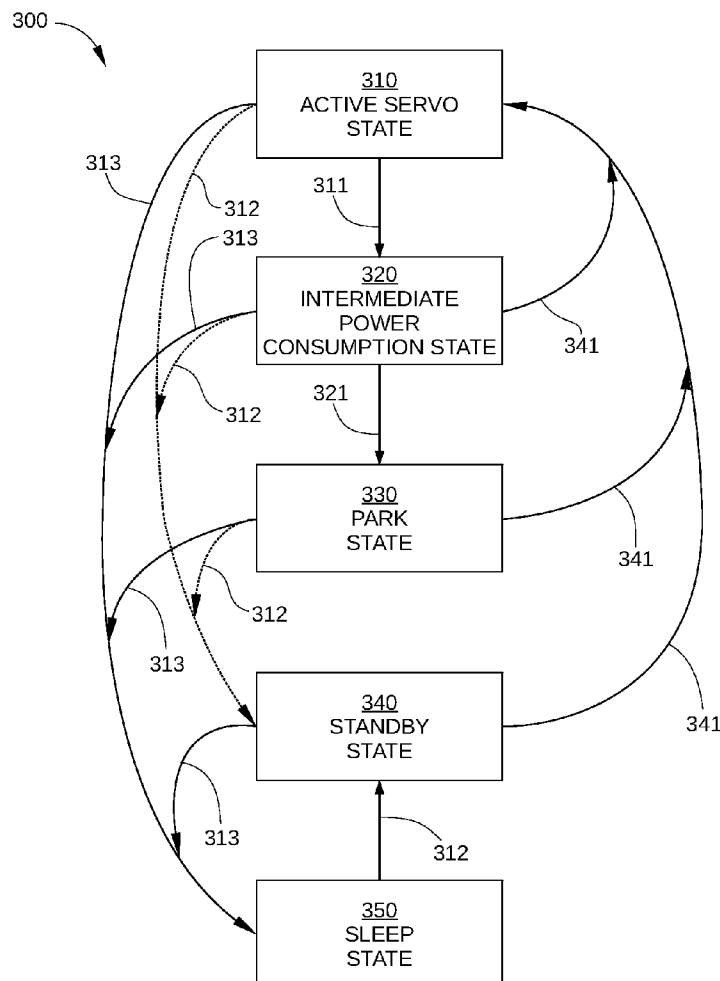 300
310
ACTIVE SERVO
STATE
313
312
311
313
320
INTERMEDIATE
POWER
CONSUMPTION STATE
341
312
321
330
PARK
STATE
341
312
313
340
STANDBY
STATE
341
313
312
350
SLEEP
STATE